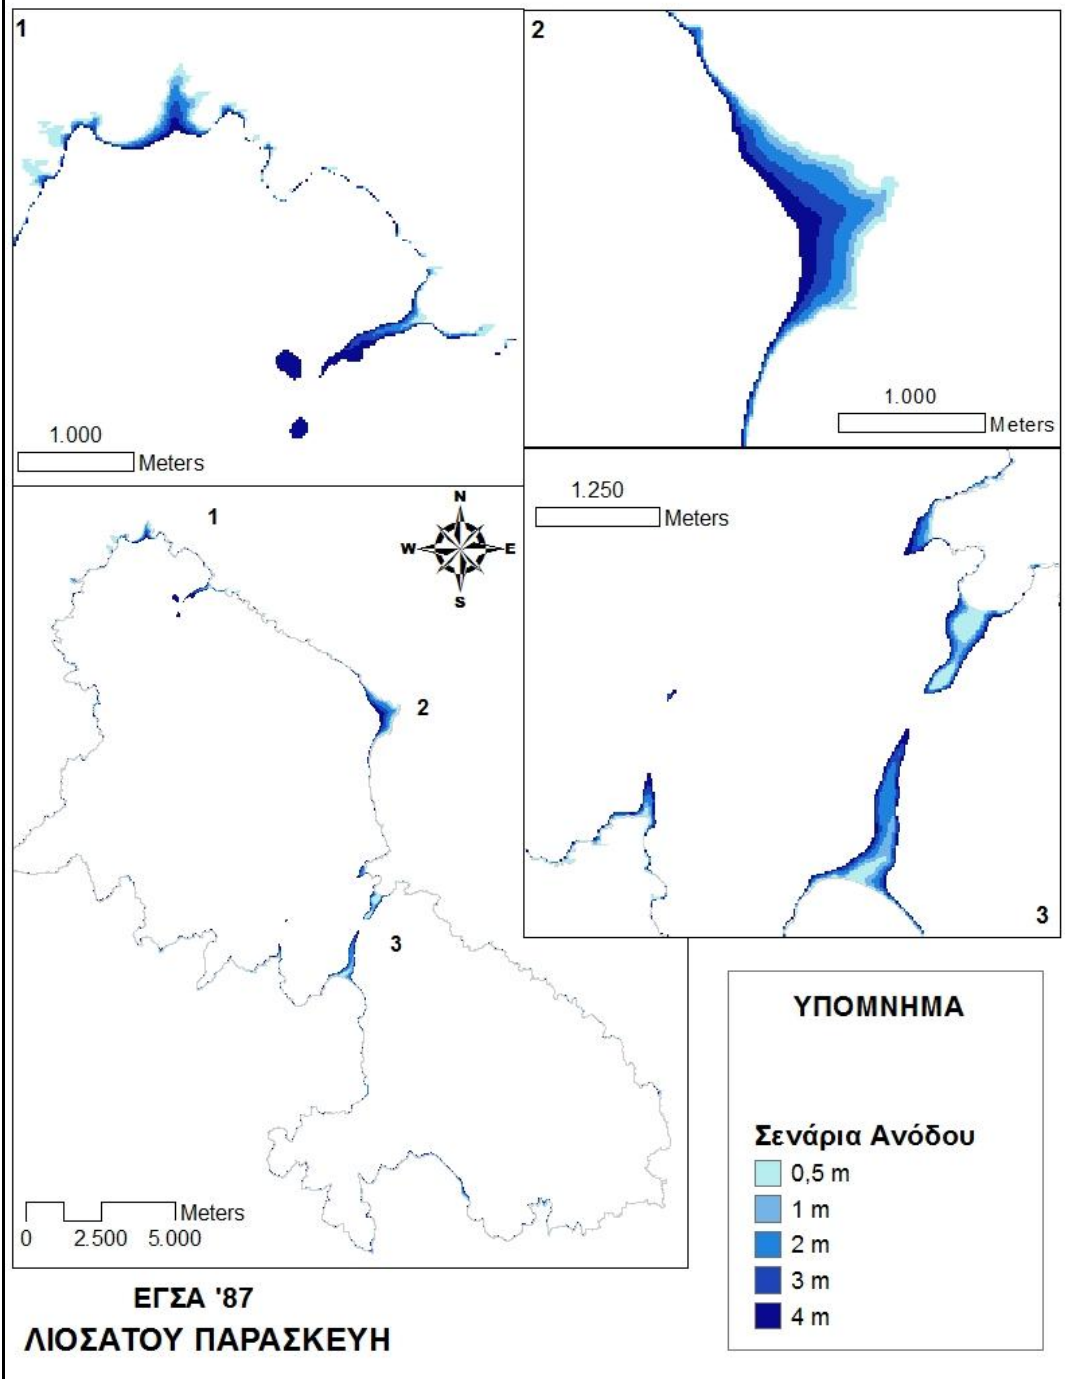 1
1.000
Meters
2
1.000
Meters
1.250
Meters
3
1
N
W
E
S
2
3
Meters
0 2.500 5.000
ΥΠΟΜΝΗΜΑ
Σενάρια Ανόδου
0,5 m
1 m
2 m
3 m
4 m
ΕΓΣΑ '87
ΛΙΟΣΑΤΟΥ ΠΑΡΑΣΚΕΥΗ